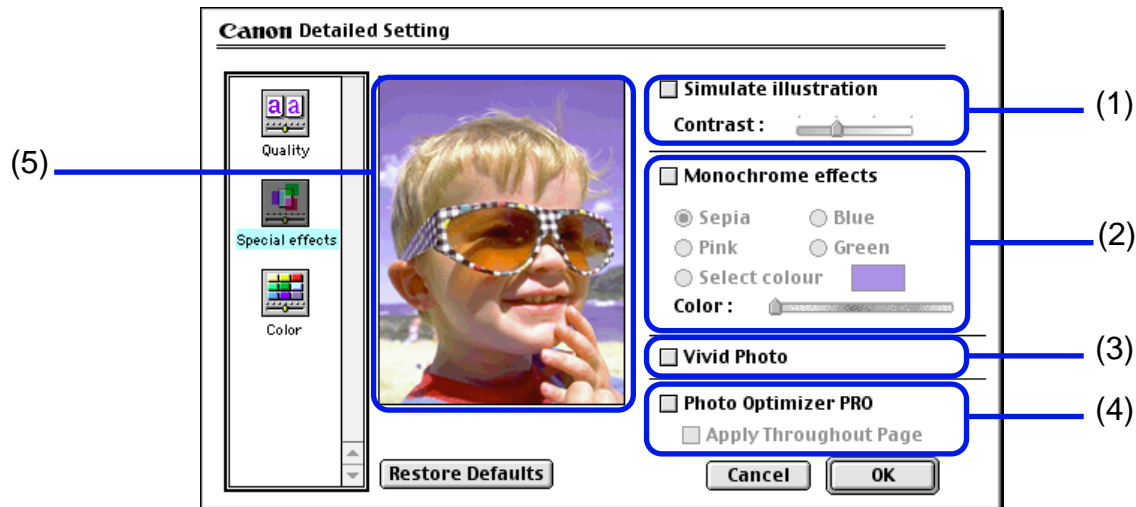 Canon Detailed Setting
a a
Quality
Special effects
Color
(5)
Simulate illustration
Contrast :
(1)
Monochrome effects
Sepia Blue
Pink Green
Select colour
Color :
(2)
Vivid Photo
(3)
Photo Optimizer PRO
Apply Throughout Page
(4)
Restore Defaults Cancel OK